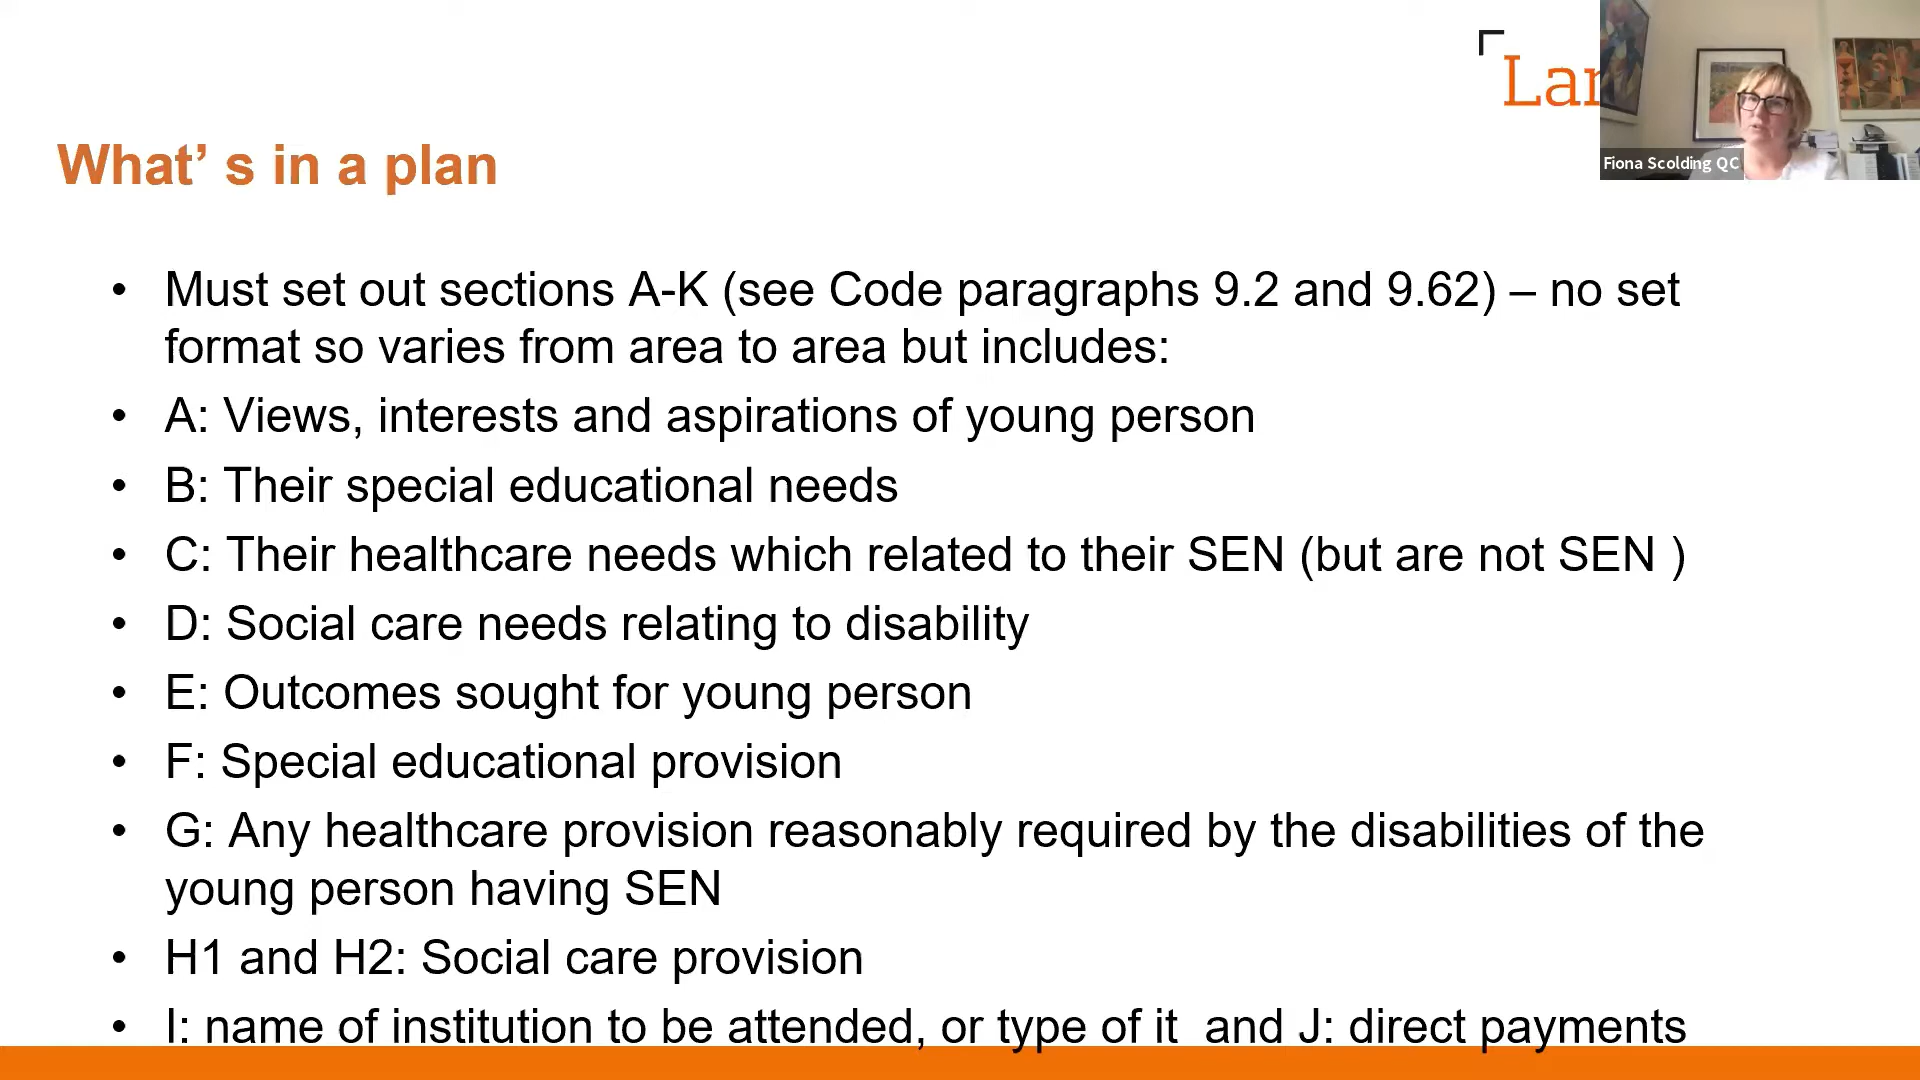 Lar
Fiona Scolding QC
What’ s in a plan
• Must set out sections A-K (see Code paragraphs 9.2 and 9.62) – no set
format so varies from area to area but includes:
• A: Views, interests and aspirations of young person
• B: Their special educational needs
• C: Their healthcare needs which related to their SEN (but are not SEN )
• D: Social care needs relating to disability
• E: Outcomes sought for young person
• F: Special educational provision
• G: Any healthcare provision reasonably required by the disabilities of the
young person having SEN
• H1 and H2: Social care provision
• I: name of institution to be attended, or type of it  and J: direct payments